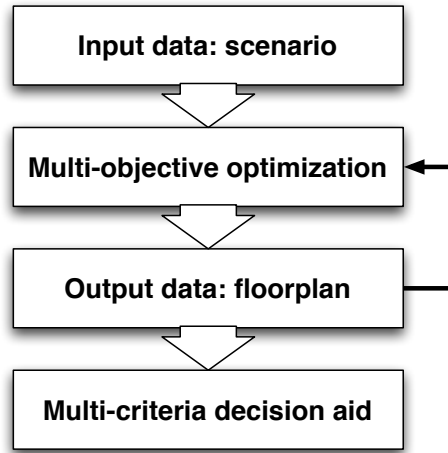 Input data: scenario
Multi-objective optimization
Output data: floorplan
Multi-criteria decision aid